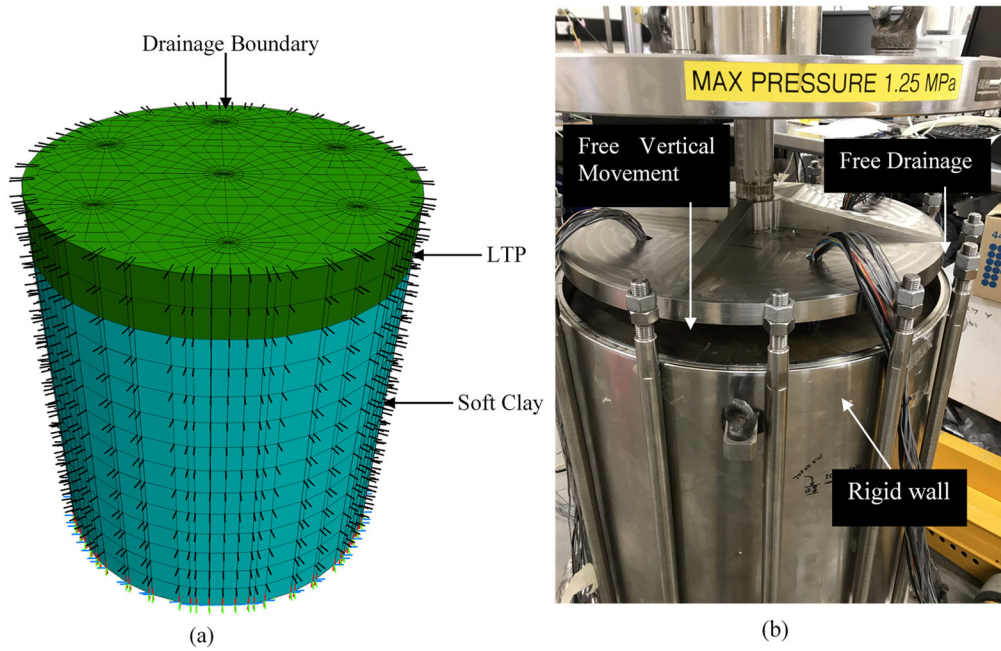 Drainage Boundary
LTP
Soft Clay
(a)
MAX PRESSURE 1.25 MPa
Free Vertical
Movement
Free Drainage
Rigid wall
(b)